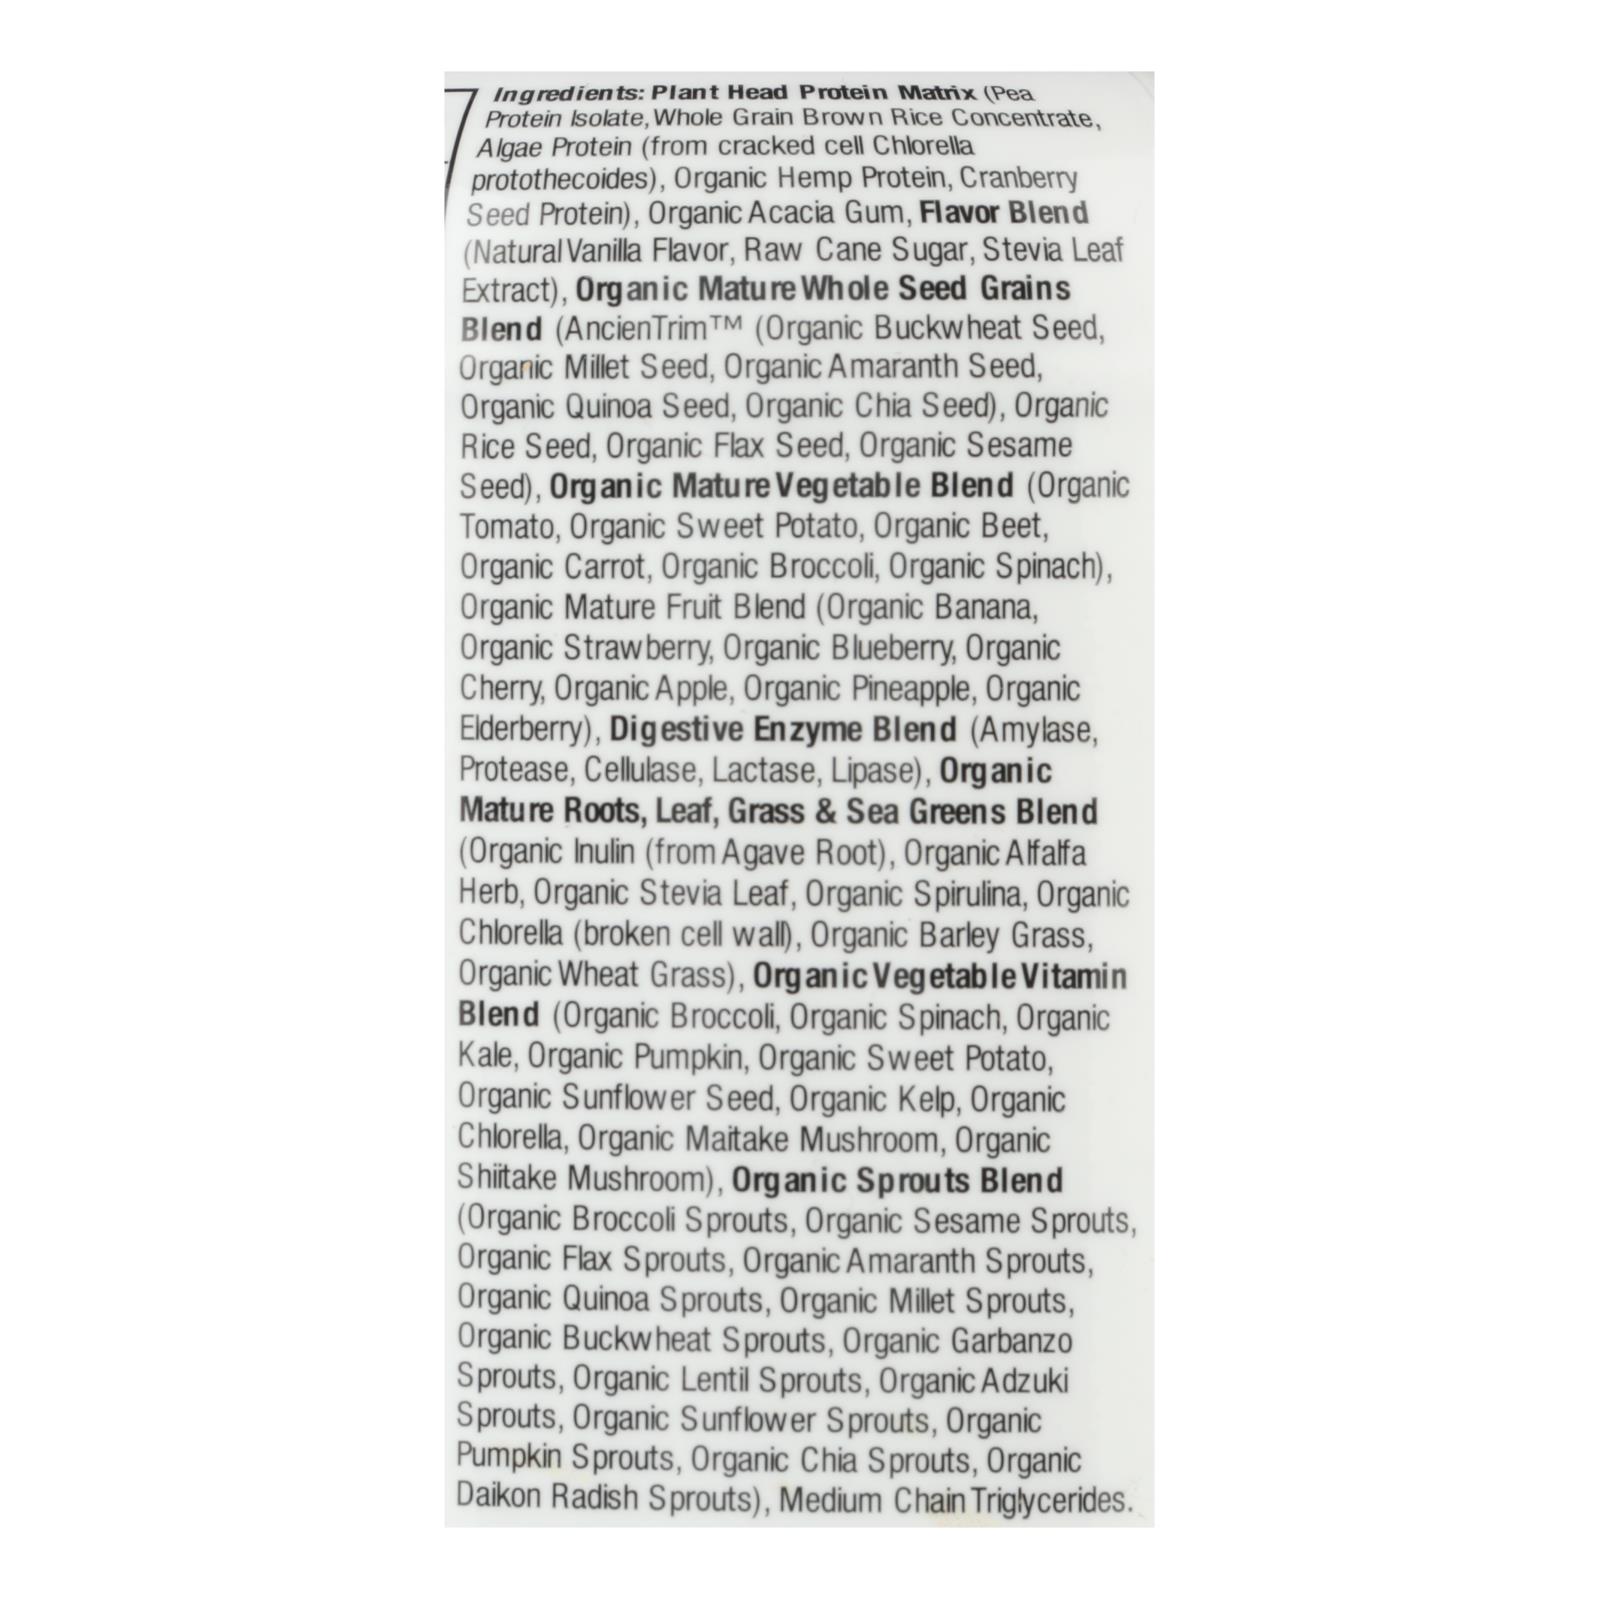 Ingredients: Plant Head Protein Matrix (Pea
Protein Isolate, Whole Grain Brown Rice Concentrate,
Algae Protein (from cracked cell Chlorella
protothecoides), Organic Hemp Protein, Cranberry
Seed Protein), Organic Acacia Gum, Flavor Blend
(Natural Vanilla Flavor, Raw Cane Sugar, Stevia Leaf
Extract), Organic Mature Whole Seed Grains
Blend (AncienTrim™ (Organic Buckwheat Seed,
Organic Millet Seed, Organic Amaranth Seed,
Organic Quinoa Seed, Organic Chia Seed), Organic
Rice Seed, Organic Flax Seed, Organic Sesame
Seed), Organic Mature Vegetable Blend (Organic
Tomato, Organic Sweet Potato, Organic Beet,
Organic Carrot, Organic Broccoli, Organic Spinach),
Organic Mature Fruit Blend (Organic Banana,
Organic Strawberry, Organic Blueberry, Organic
Cherry, Organic Apple, Organic Pineapple, Organic
Elderberry), Digestive Enzyme Blend (Amylase,
Protease, Cellulase, Lactase, Lipase), Organic
Mature Roots, Leaf, Grass & Sea Greens Blend
(Organic Inulin (from Agave Root), Organic Alfalfa
Herb, Organic Stevia Leaf, Organic Spirulina, Organic
Chlorella (broken cell wall), Organic Barley Grass,
Organic Wheat Grass), Organic Vegetable Vitamin
Blend (Organic Broccoli, Organic Spinach, Organic
Kale, Organic Pumpkin, Organic Sweet Potato,
Organic Sunflower Seed, Organic Kelp, Organic
Chlorella, Organic Maitake Mushroom, Organic
Shiitake Mushroom), Organic Sprouts Blend
(Organic Broccoli Sprouts, Organic Sesame Sprouts,
Organic Flax Sprouts, Organic Amaranth Sprouts,
Organic Quinoa Sprouts, Organic Millet Sprouts,
Organic Buckwheat Sprouts, Organic Garbanzo
Sprouts, Organic Lentil Sprouts, Organic Adzuki
Sprouts, Organic Sunflower Sprouts, Organic
Pumpkin Sprouts, Organic Chia Sprouts, Organic
Daikon Radish Sprouts), Medium Chain Triglycerides.